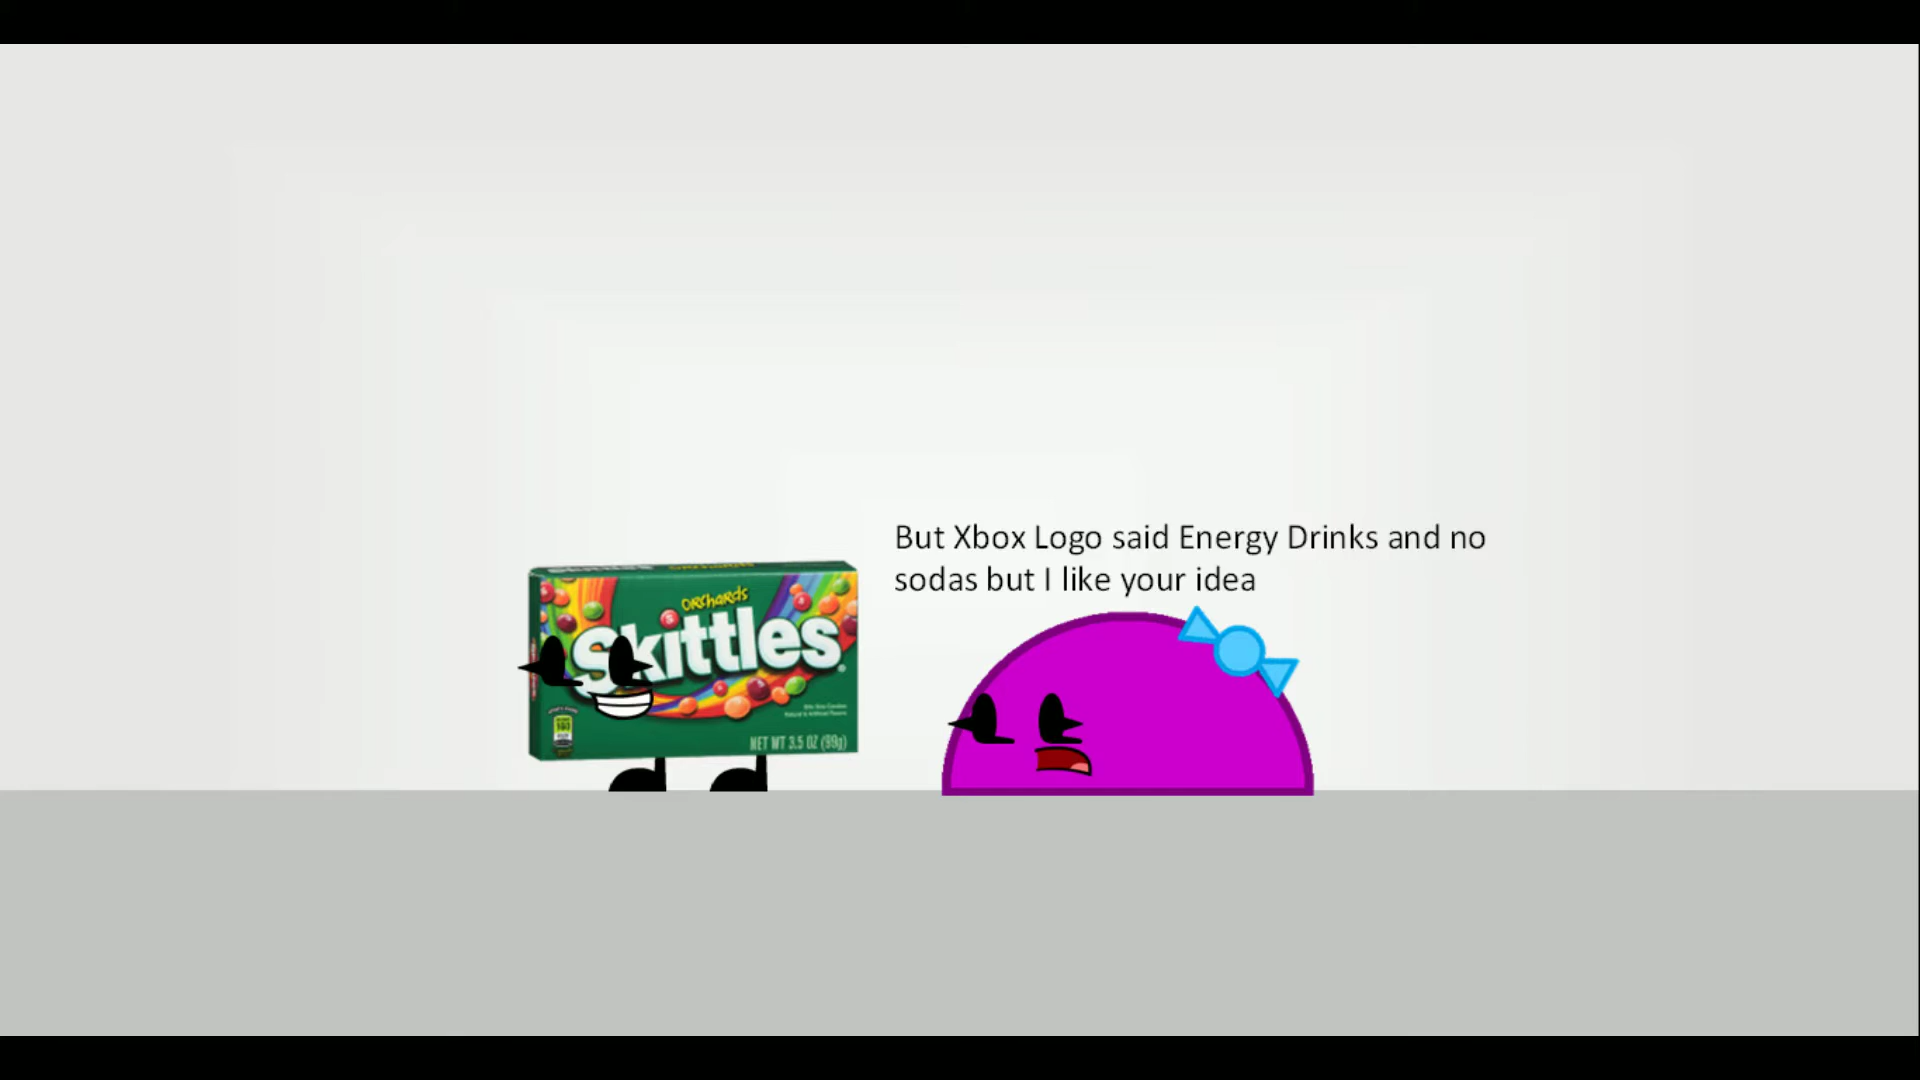 But Xbox Logo said Energy Drinks and no
sodas but I like your idea
Orchards
Skittles
NET WT 3.5 OZ (99g)